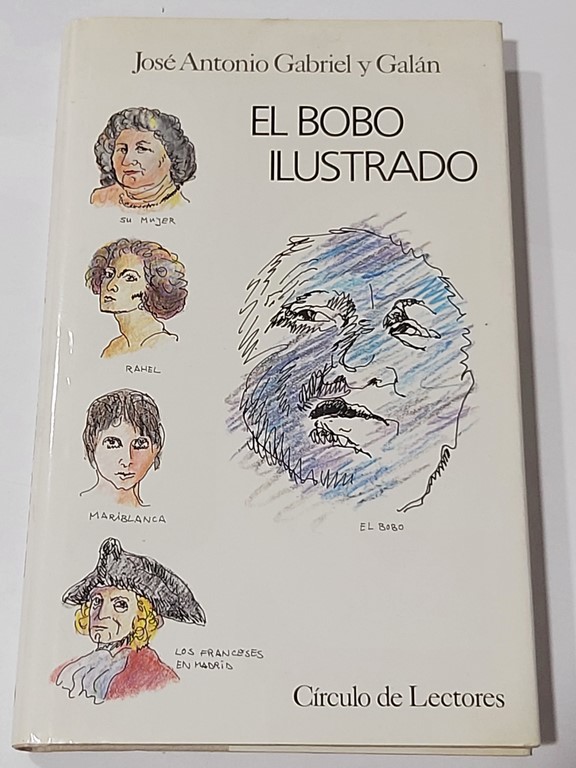 José Antonio Gabriel y Galán
EL BOBO
ILUSTRADO
SU MUJER
RAHEL
MARIBLANCA
EL BOBO
LOS FRANCESES
EN MADRID
Círculo de Lectores